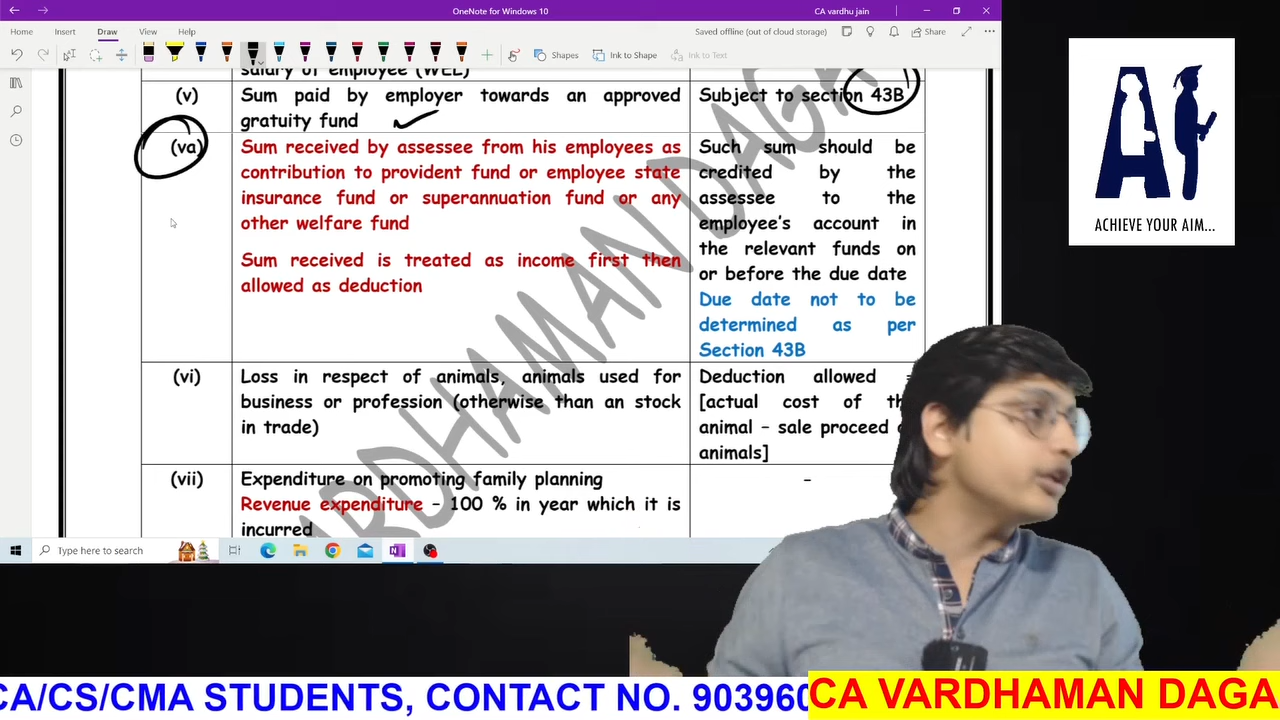 OneNote for Windows 10
CA vardhu jain
Home Insert Draw View Help
Saved offline (out of cloud storage)
Share
Shapes Ink to Shape Ink to Text
salary of employee (WEL)
(v) Sum paid by employer towards an approved gratuity fund
Subject to section 43B
(va) Sum received by assessee from his employees as
contribution to provident fund or employee state
insurance fund or superannuation fund or any
other welfare fund
Sum received is treated as income first then
allowed as deduction
Such sum should be
credited by the
assessee to the
employee's account in
the relevant funds on
or before the due date
Due date not to be
determined as per
Section 43B
(vi) Loss in respect of animals, animals used for
business or profession (otherwise than an stock
in trade)
Deduction allowed
[actual cost of
animal – sale proceed
animals]
(vii) Expenditure on promoting family planning
Revenue expenditure – 100 % in year which it is
incurred
-
VARDHAMAN DAGA
Type here to search
AI
ACHIEVE YOUR AIM...
CA/CS/CMA STUDENTS, CONTACT NO. 903960
CA VARDHAMAN DAGA